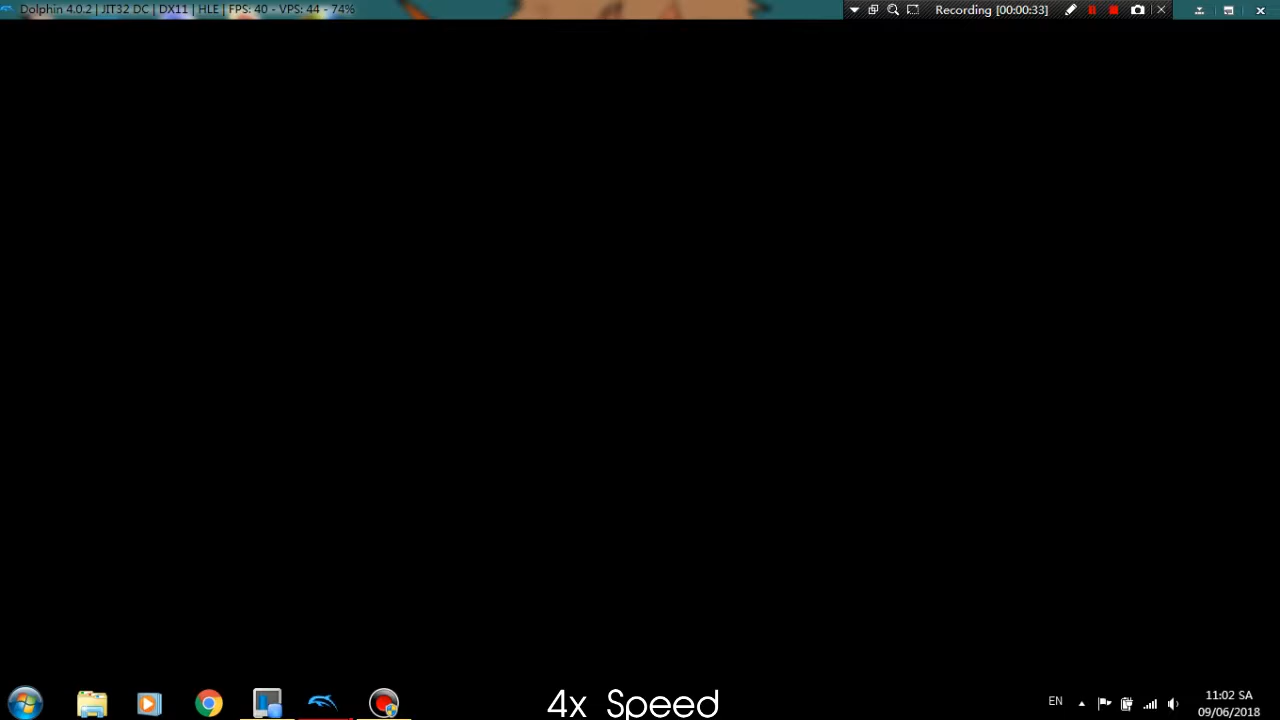 Dolphin 4.0.2 | JIT32 DC | DX11 | HLE | FPS: 40 - VPS: 44 - 74%
Recording [00:00:33]
4x Speed
EN
11:02 SA
09/06/2018